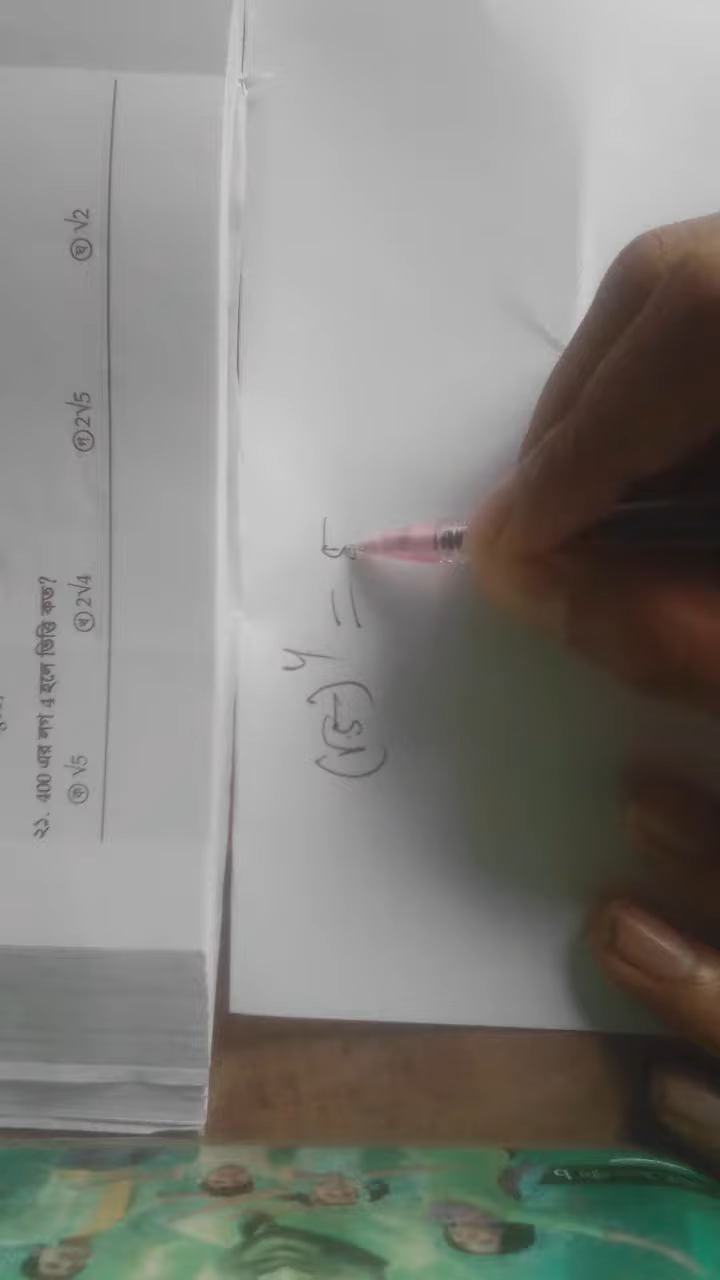 ২১. 400 এর লগ 4 হলে ভিত্তি কত?
ক √5 খ 2√4 গ 2√5 ঘ √2
(√5)⁴ = 5